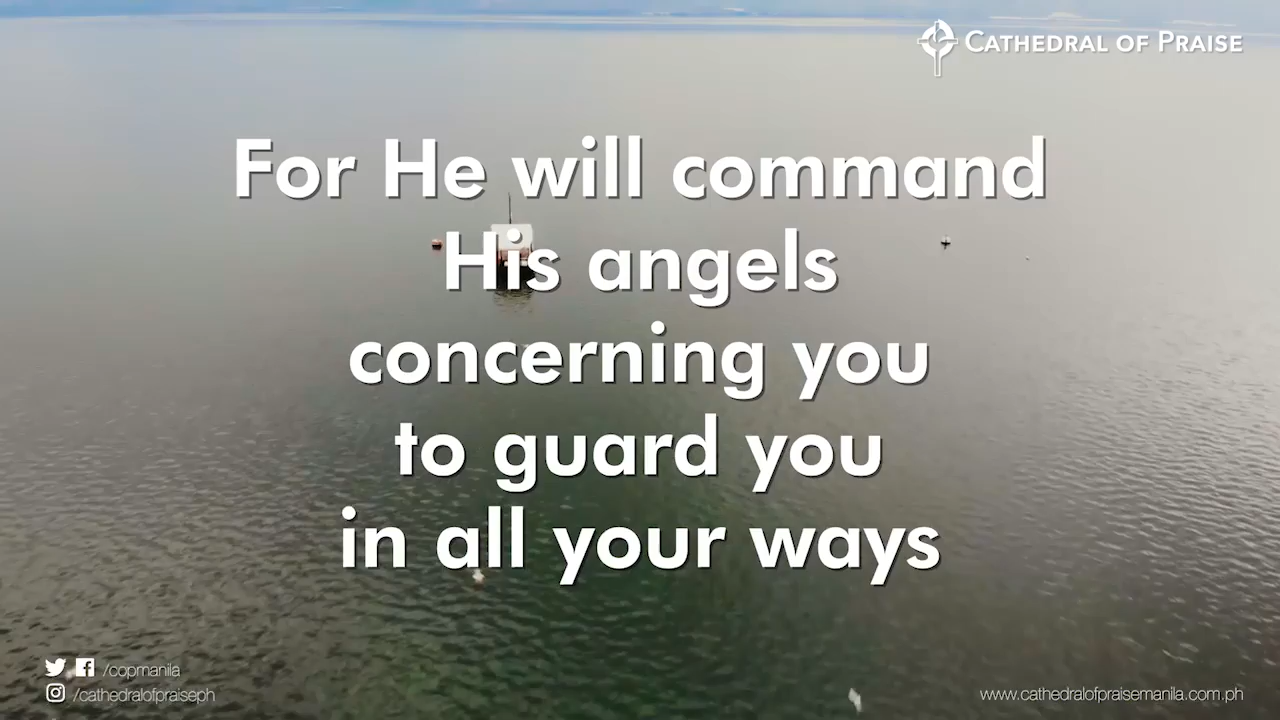 CATHEDRAL OF PRAISE
For He will command
His angels
concerning you
to guard you
in all your ways
/copmanila
/cathedralofpraiseph
www.cathedralofpraisemanila.com.ph